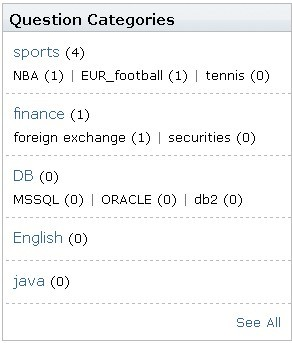 Question Categories
sports (4)
NBA (1) | EUR_football (1) | tennis (0)
finance (1)
foreign exchange (1) | securities (0)
DB (0)
MSSQL (0) | ORACLE (0) | db2 (0)
English (0)
java (0)
See All